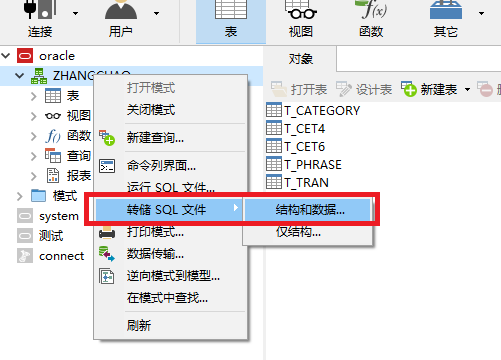 连接
用户
表
视图
函数
其它
oracle
ZHANGCHAO
表
视图
函数
查询
报表
模式
system
测试
connect
打开模式
关闭模式
新建查询...
命令列界面...
运行 SQL 文件...
转储 SQL 文件
打印模式...
数据传输...
逆向模式到模型...
在模式中查找...
刷新
结构和数据...
仅结构...
对象
打开表
设计表
新建表
T_CATEGORY
T_CET4
T_CET6
T_PHRASE
T_TRAN